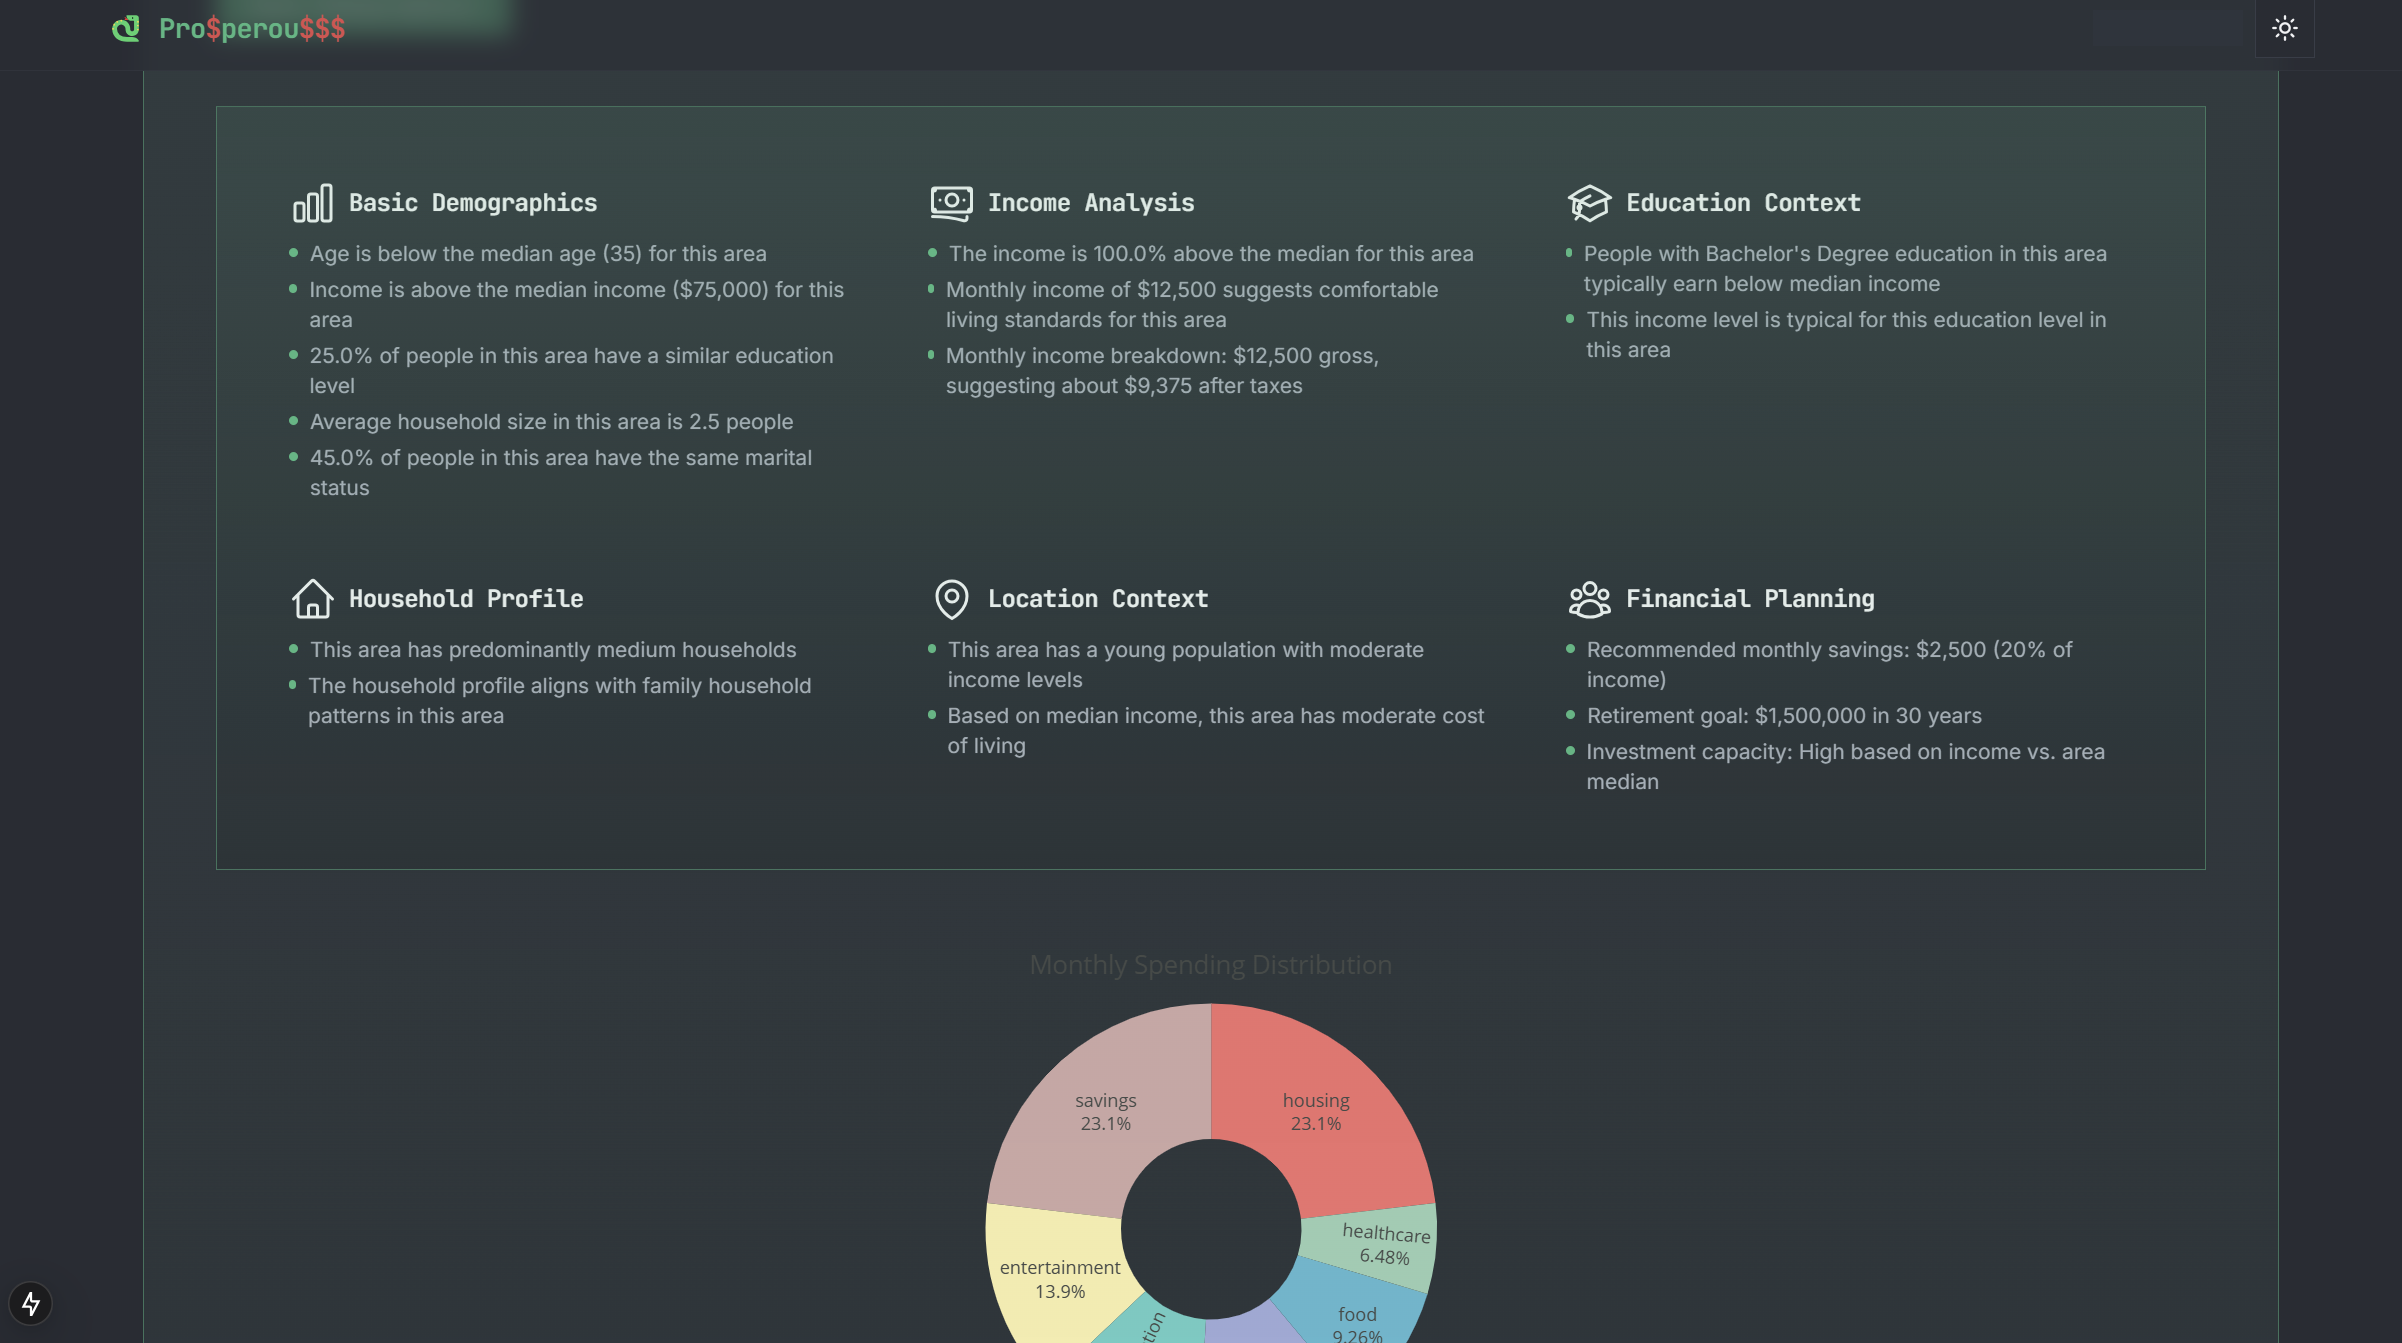 Pro$perou$$$
Basic Demographics
Age is below the median age (35) for this area
Income is above the median income ($75,000) for this
area
25.0% of people in this area have a similar education
level
Average household size in this area is 2.5 people
45.0% of people in this area have the same marital
status
Income Analysis
The income is 100.0% above the median for this area
Monthly income of $12,500 suggests comfortable
living standards for this area
Monthly income breakdown: $12,500 gross,
suggesting about $9,375 after taxes
Education Context
People with Bachelor's Degree education in this area
typically earn below median income
This income level is typical for this education level in
this area
Household Profile
This area has predominantly medium households
The household profile aligns with family household
patterns in this area
Location Context
This area has a young population with moderate
income levels
Based on median income, this area has moderate cost
of living
Financial Planning
Recommended monthly savings: $2,500 (20% of
income)
Retirement goal: $1,500,000 in 30 years
Investment capacity: High based on income vs. area
median
Monthly Spending Distribution
savings
23.1%
housing
23.1%
healthcare
6.48%
entertainment
13.9%
food
9.26%